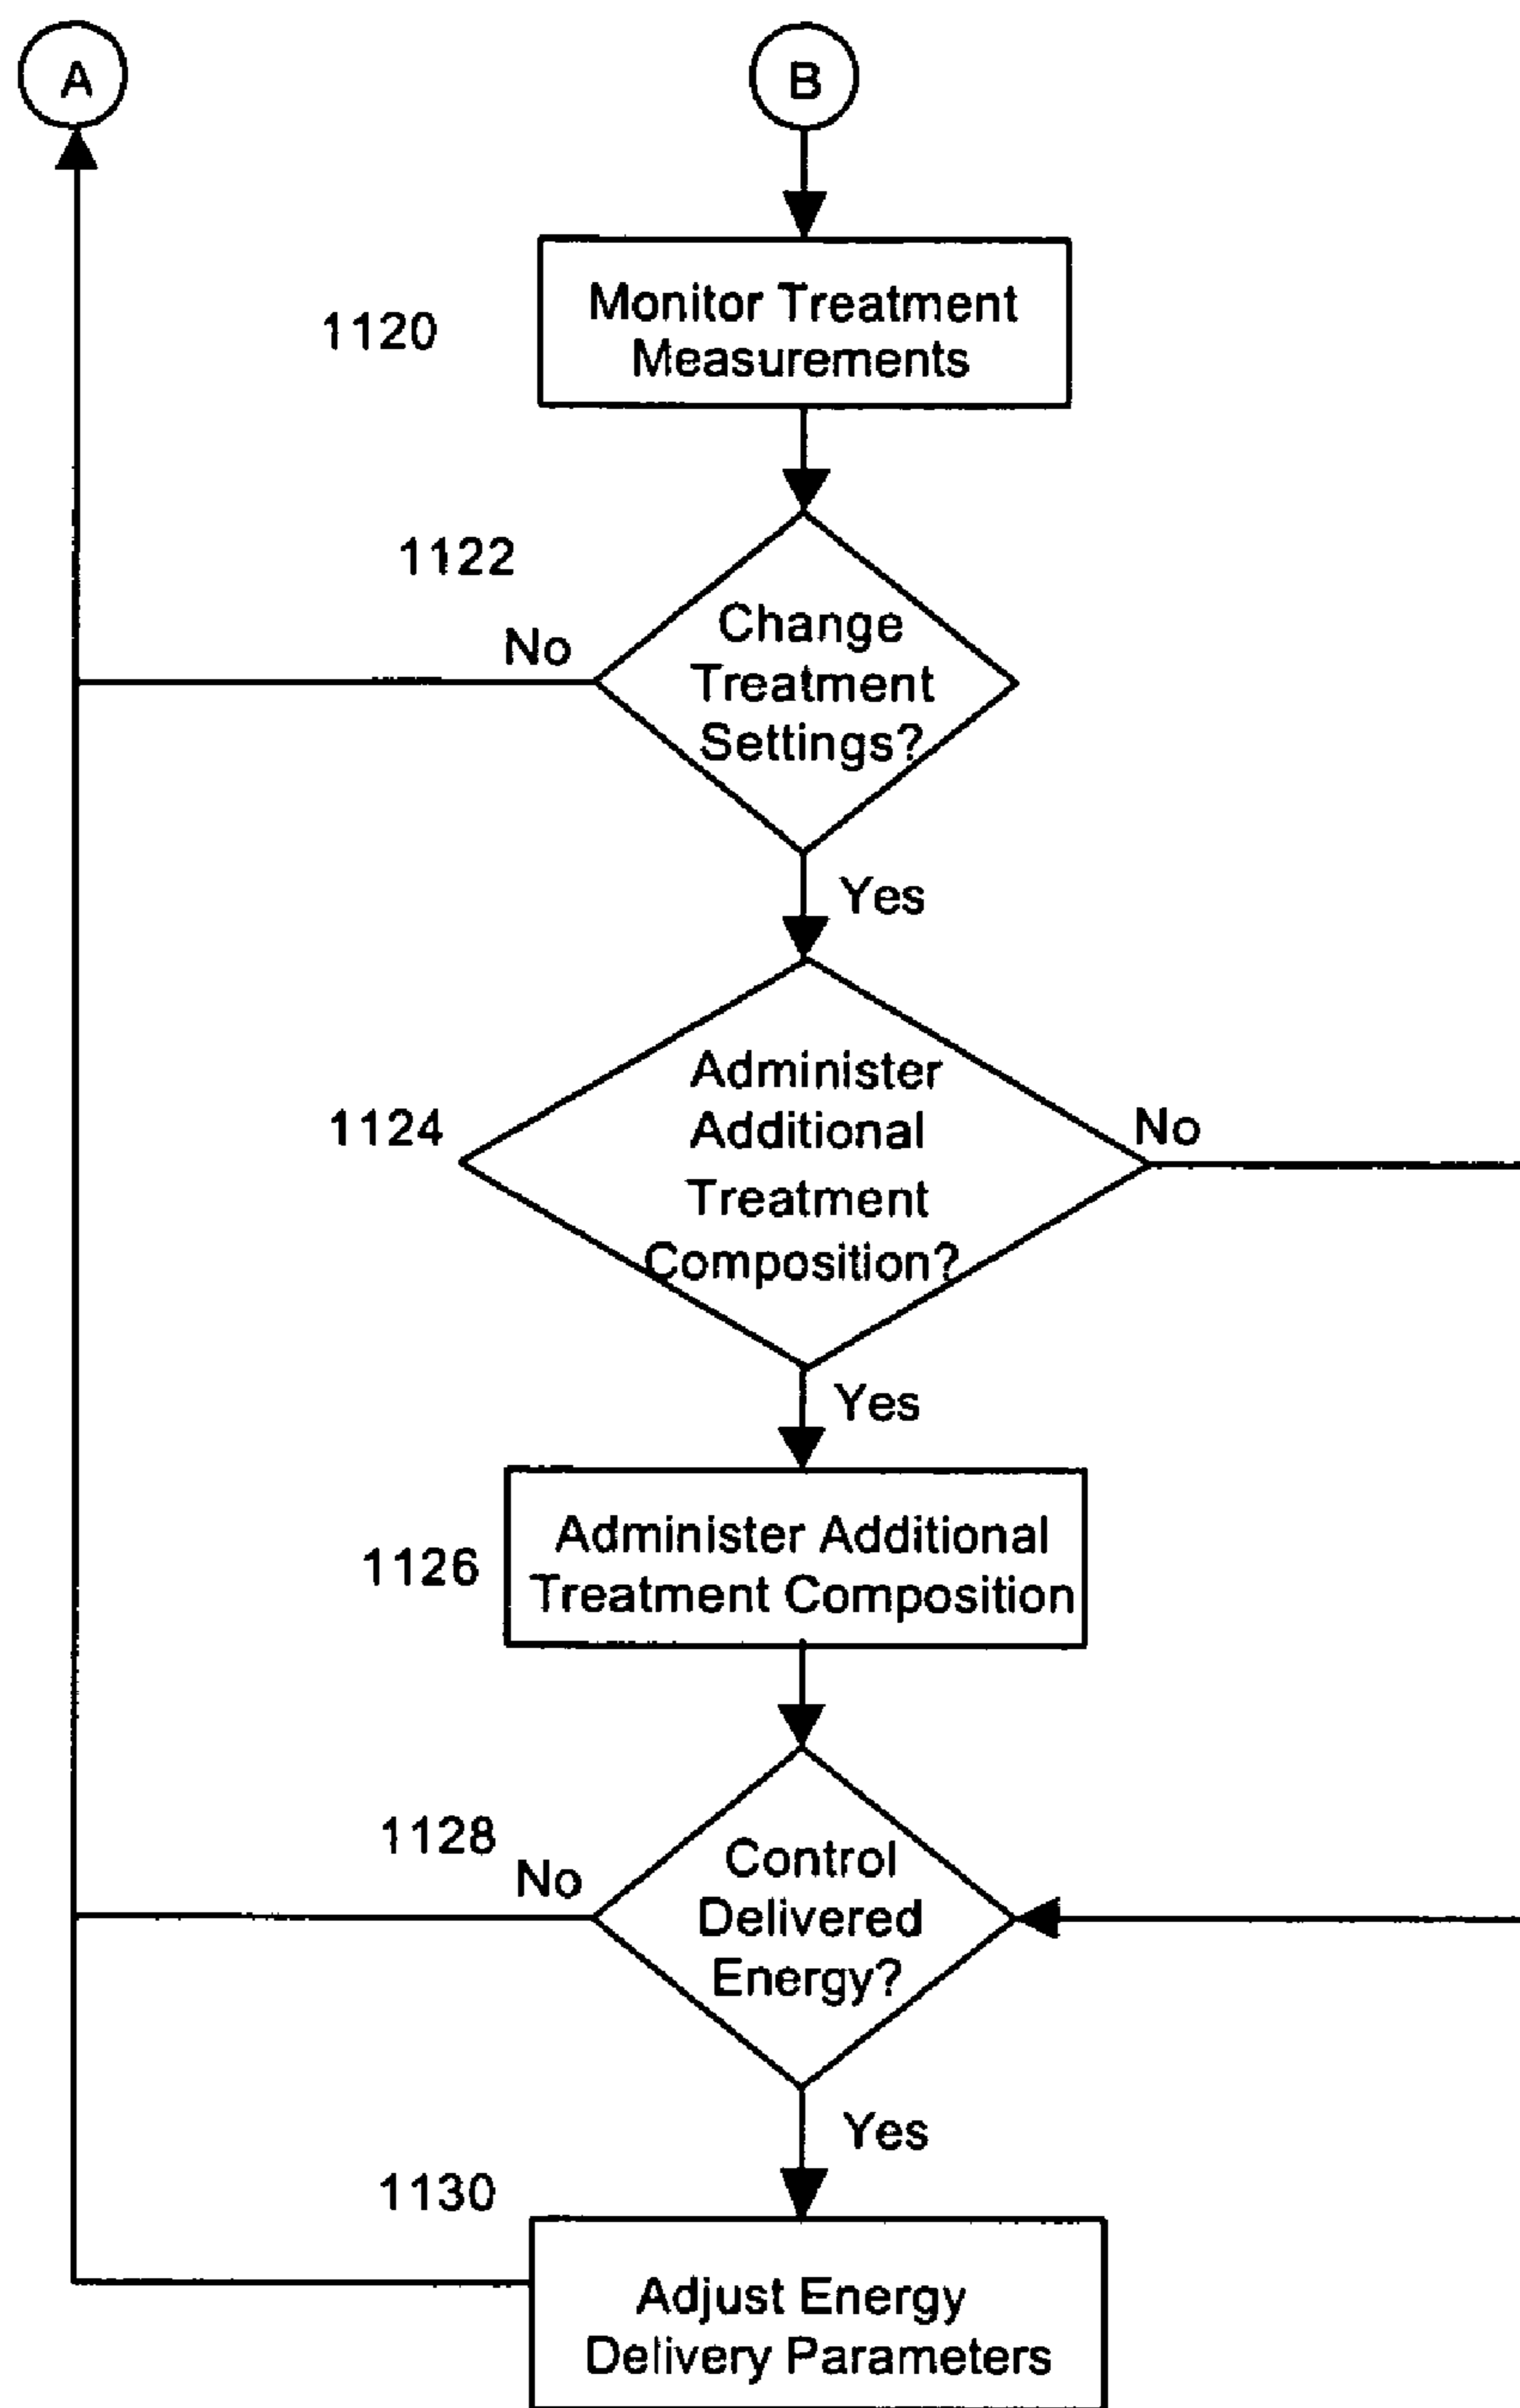 A
B
1120
Monitor Treatment
Measurements
1122
No
Change
Treatment
Settings?
Yes
1124
Administer
Additional
Treatment
Composition?
No
Yes
1126
Administer Additional
Treatment Composition
1128
No
Control
Delivered
Energy?
Yes
1130
Adjust Energy
Delivery Parameters